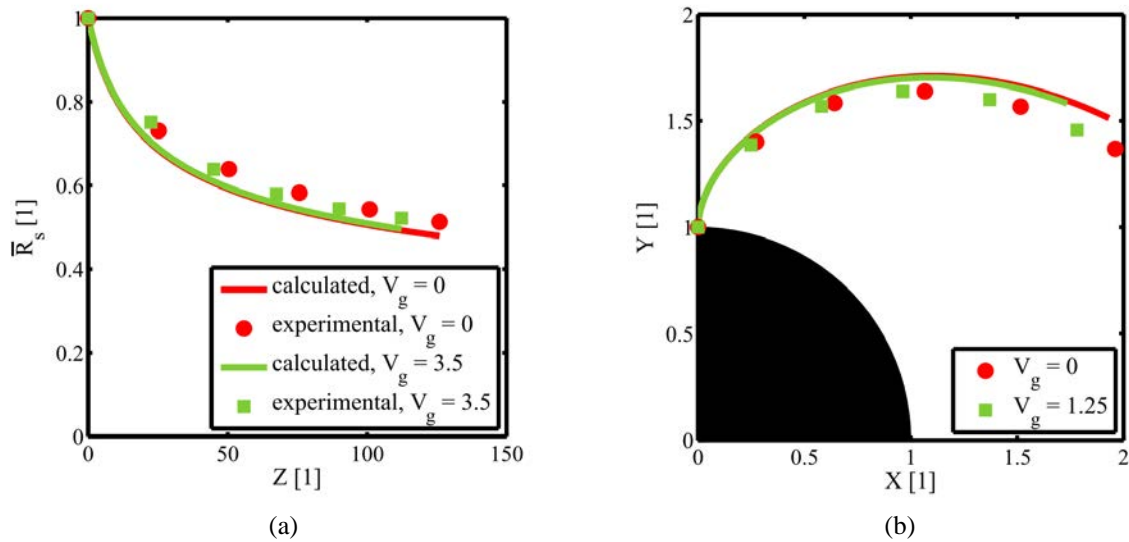 1
0.8
0.6
0.4
0.2
0
R̅s [1]
calculated, Vg = 0
experimental, Vg = 0
calculated, Vg = 3.5
experimental, Vg = 3.5
0 50 100 150
Z [1]
(a)
2
1.5
1
0.5
0
Y [1]
Vg = 0
Vg = 1.25
0 0.5 1 1.5 2
X [1]
(b)